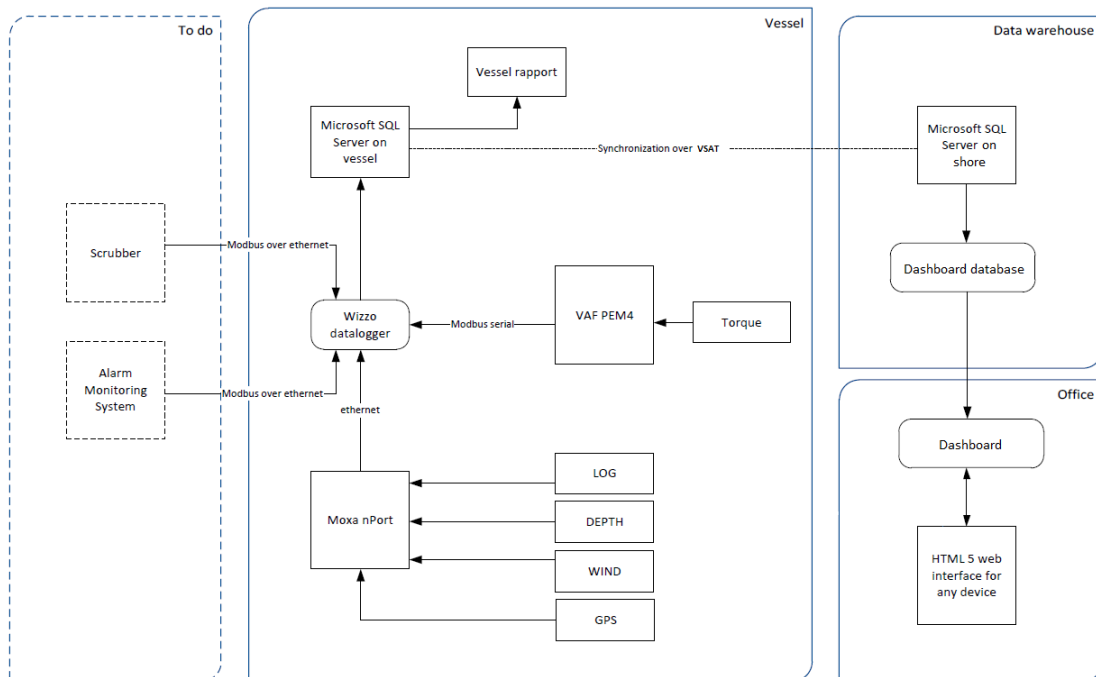 To do
Vessel
Data warehouse
Vessel rapport
Microsoft SQL
Server on
vessel
Synchronization over VSAT
Microsoft SQL
Server on
shore
Scrubber
Modbus over ethernet
Dashboard database
Wizzo
datalogger
Modbus serial
VAF PEM4
Torque
Alarm
Monitoring
System
Modbus over ethernet
ethernet
Office
Dashboard
Moxa nPort
LOG
DEPTH
WIND
GPS
HTML 5 web
interface for
any device